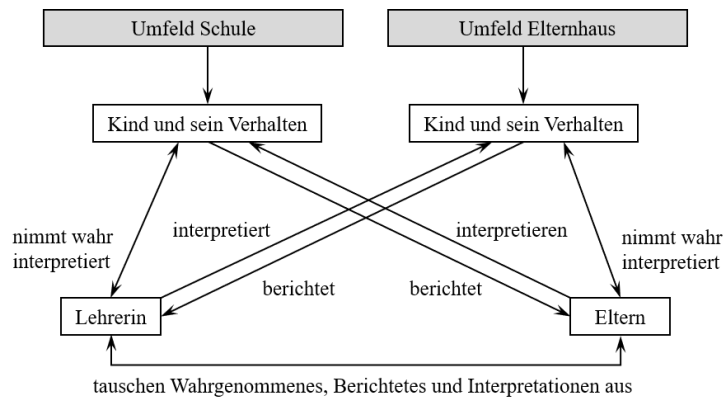 Umfeld Schule
Umfeld Elternhaus
Kind und sein Verhalten
Kind und sein Verhalten
nimmt wahr
interpretiert
interpretiert
interpretieren
nimmt wahr
interpretiert
berichtet
berichtet
Lehrerin
Eltern
tauschen Wahrgenommenes, Berichtetes und Interpretationen aus